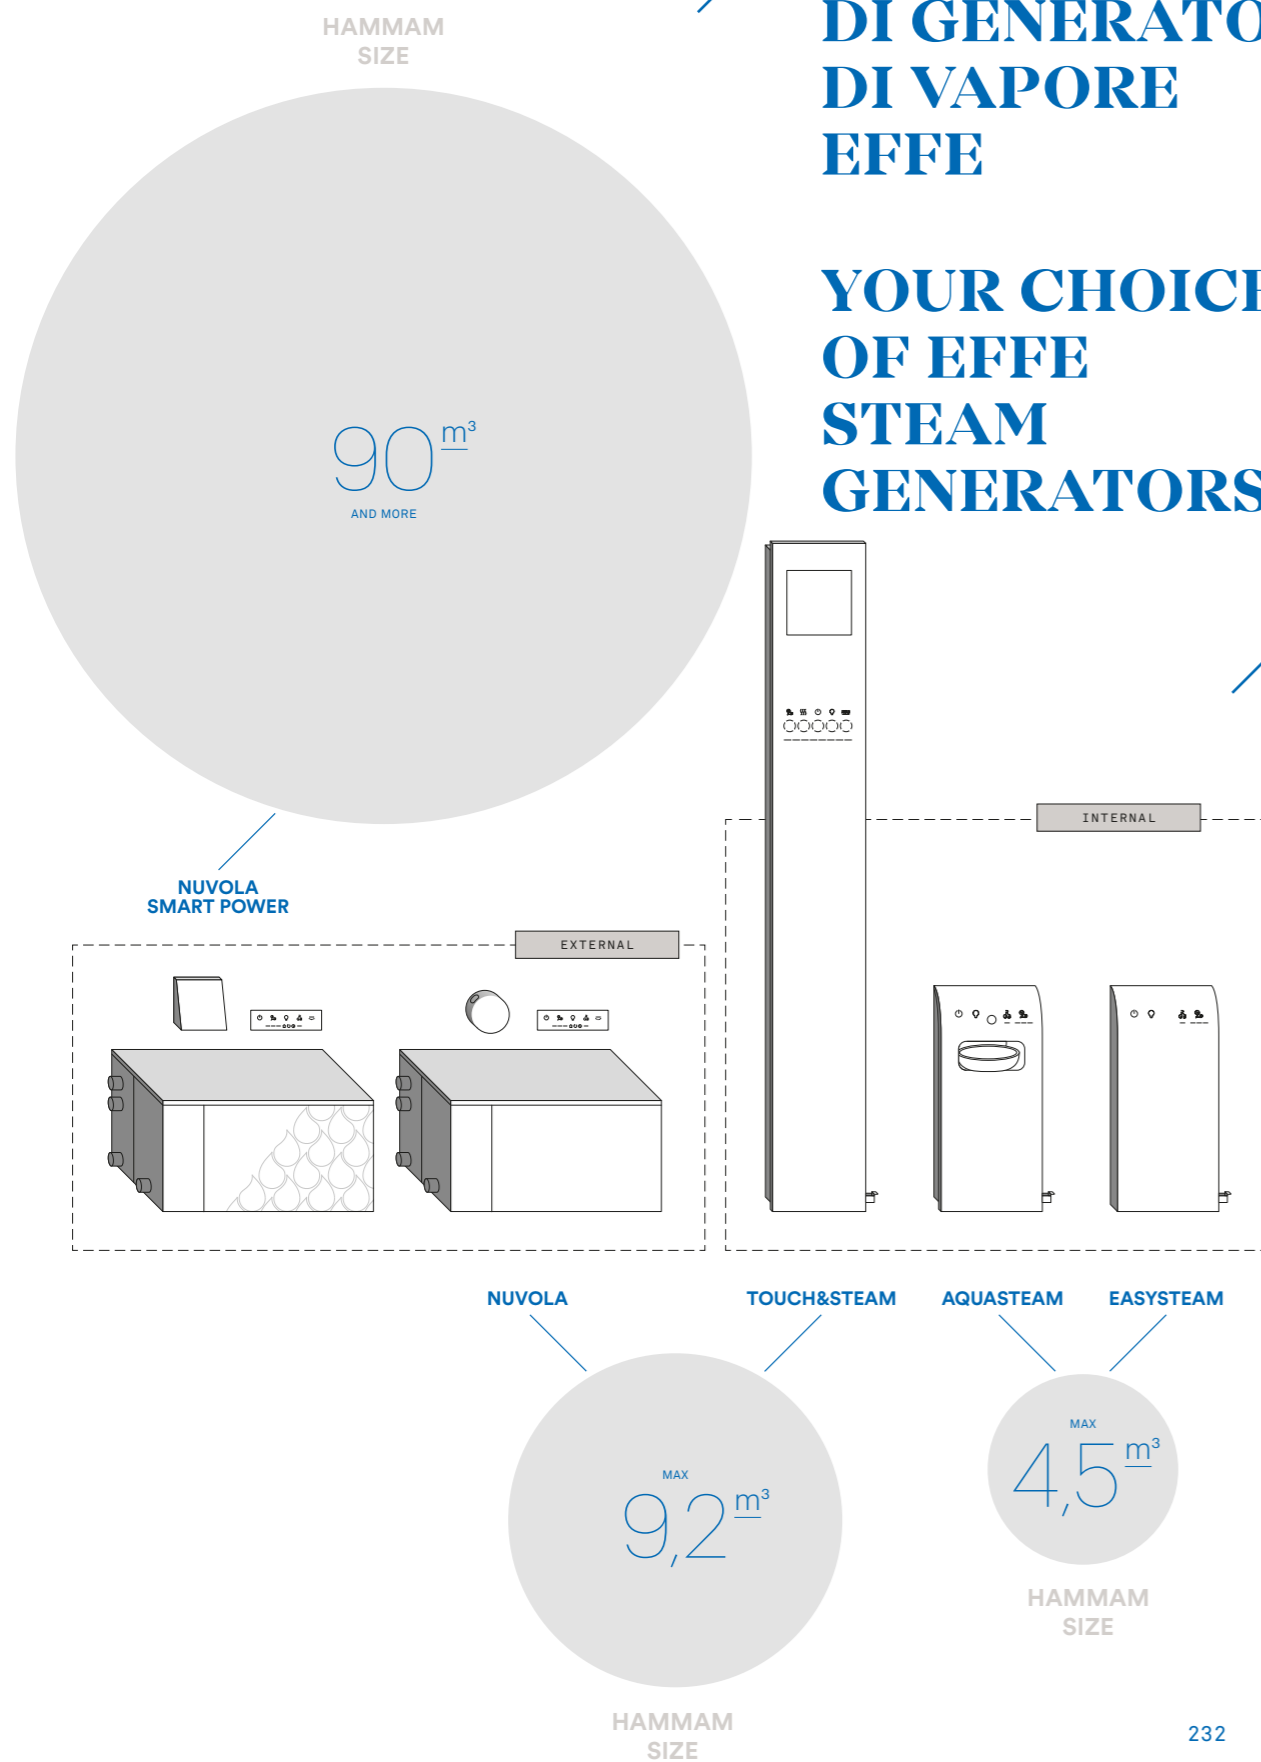 HAMMAM
SIZE
DI GENERATO
DI VAPORE
EFFE
YOUR CHOICE
OF EFFE
STEAM
GENERATORS
90 m³
AND MORE
NUVOLA
SMART POWER
EXTERNAL
INTERNAL
NUVOLA
TOUCH&STEAM
AQUASTEAM
EASYSTEAM
MAX
9,2 m³
HAMMAM
SIZE
MAX
4,5 m³
HAMMAM
SIZE
232